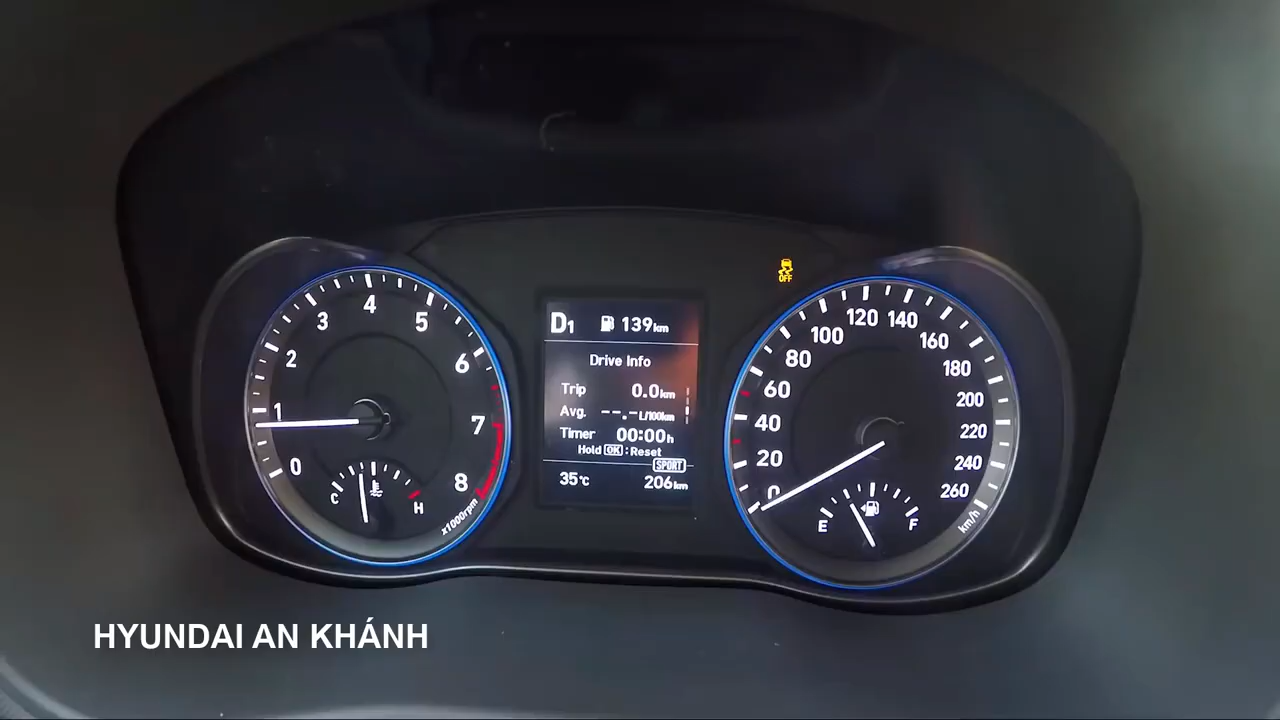 D1 139km
Drive Info
Trip 0.0km
Avg. --.-L/100km
Timer 00:00h
Hold OK:Reset
SPORT
35℃ 206km
OFF
0
1
2
3
4
5
6
7
8
x1000rpm
C H
0
20
40
60
80
100
120
140
160
180
200
220
240
260
km/h
E F
HYUNDAI AN KHÁNH